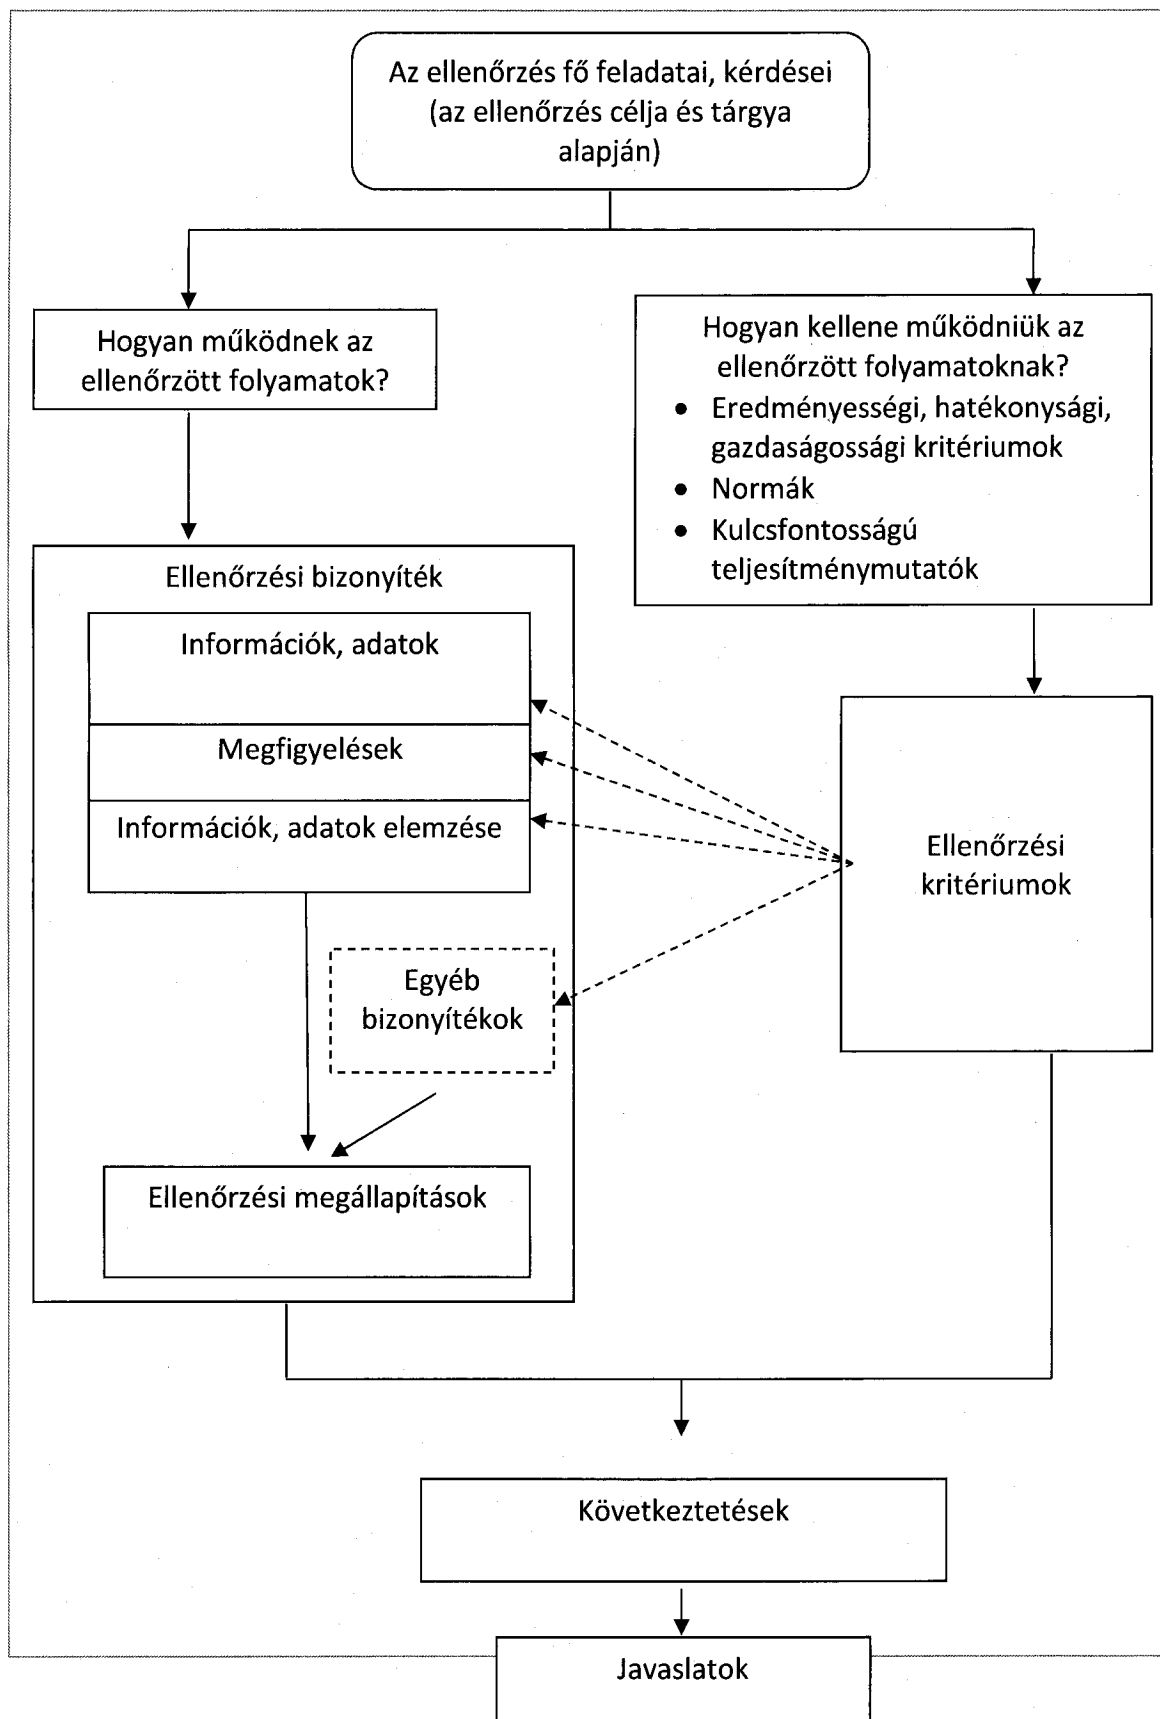 Az ellenőrzés fő feladatai, kérdései
(az ellenőrzés célja és tárgya
alapján)
Hogyan működnek az
ellenőrzött folyamatok?
Hogyan kellene működniük az
ellenőrzött folyamatoknak?
• Eredményességi, hatékonysági,
gazdaságossági kritériumok
• Normák
• Kulcsfontosságú
teljesítménymutatók
Ellenőrzési bizonyíték
Információk, adatok
Megfigyelések
Információk, adatok elemzése
Egyéb
bizonyítékok
Ellenőrzési megállapítások
Ellenőrzési
kritériumok
Következtetések
Javaslatok